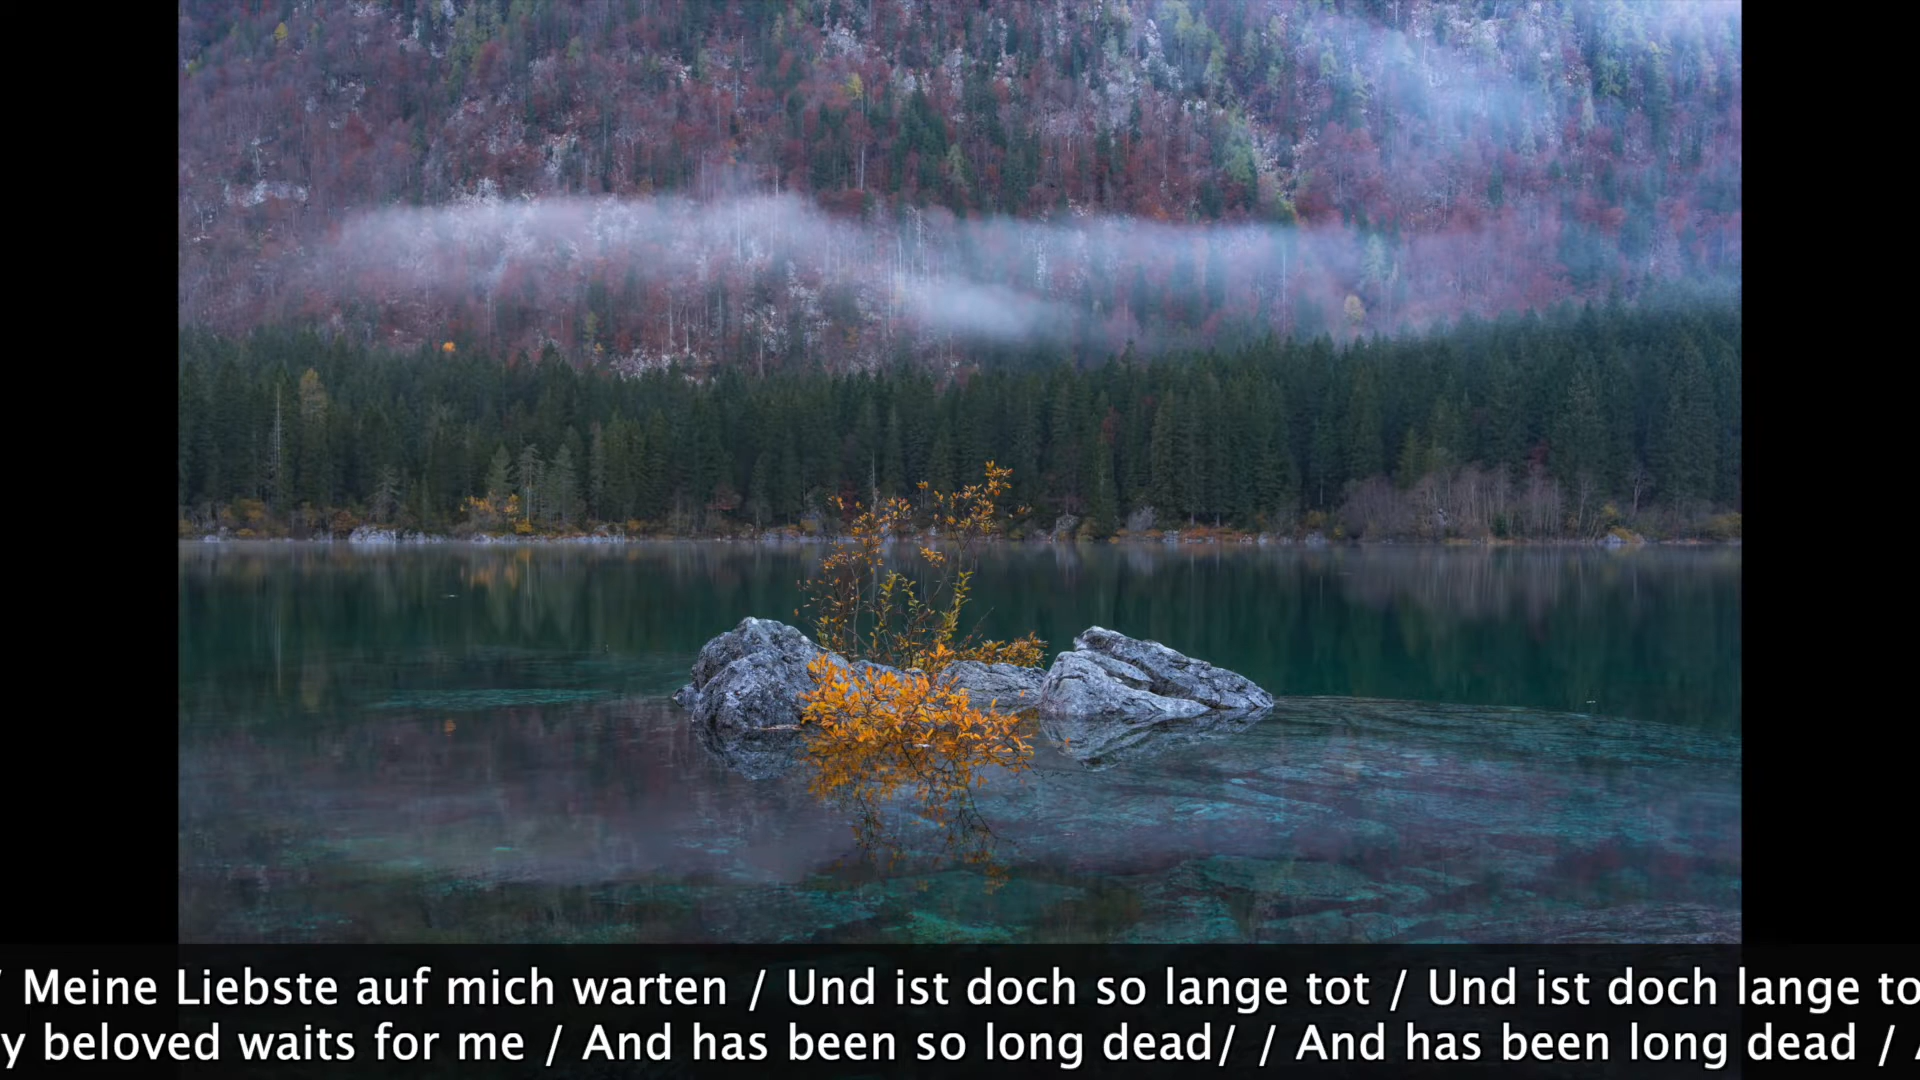 / Meine Liebste auf mich warten / Und ist doch so lange tot / Und ist doch lange to
y beloved waits for me / And has been so long dead/ / And has been long dead /